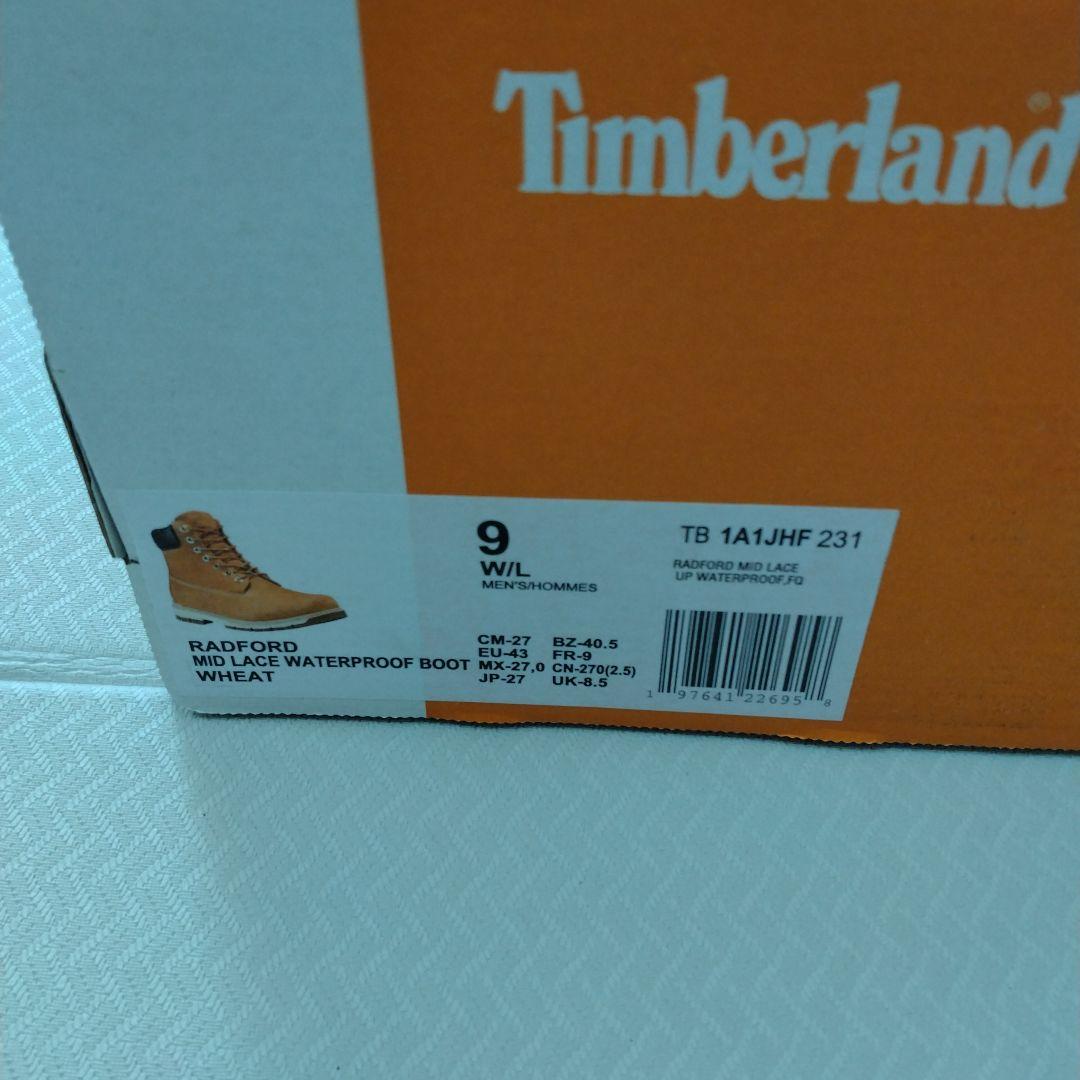 Timberland®
9
W/L
MEN'S/HOMMES
TB 1A1JHF 231
RADFORD MID LACE
UP WATERPROOF,FQ
RADFORD
MID LACE WATERPROOF BOOT
WHEAT
CM-27 BZ-40.5
EU-43 FR-9
MX-27,0 CN-270(2.5)
JP-27 UK-8.5
1 97641 22695 8